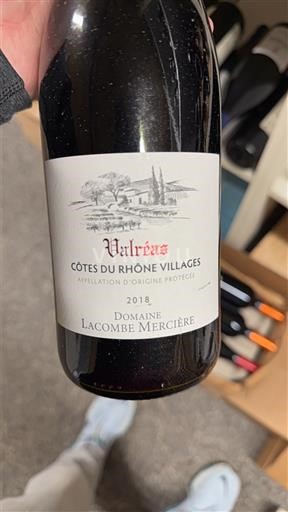 Valréas
CÔTES DU RHÔNE VILLAGES
APPELLATION D'ORIGINE PROTÉGÉE
2018
DOMAINE
LACOMBE MERCIÈRE